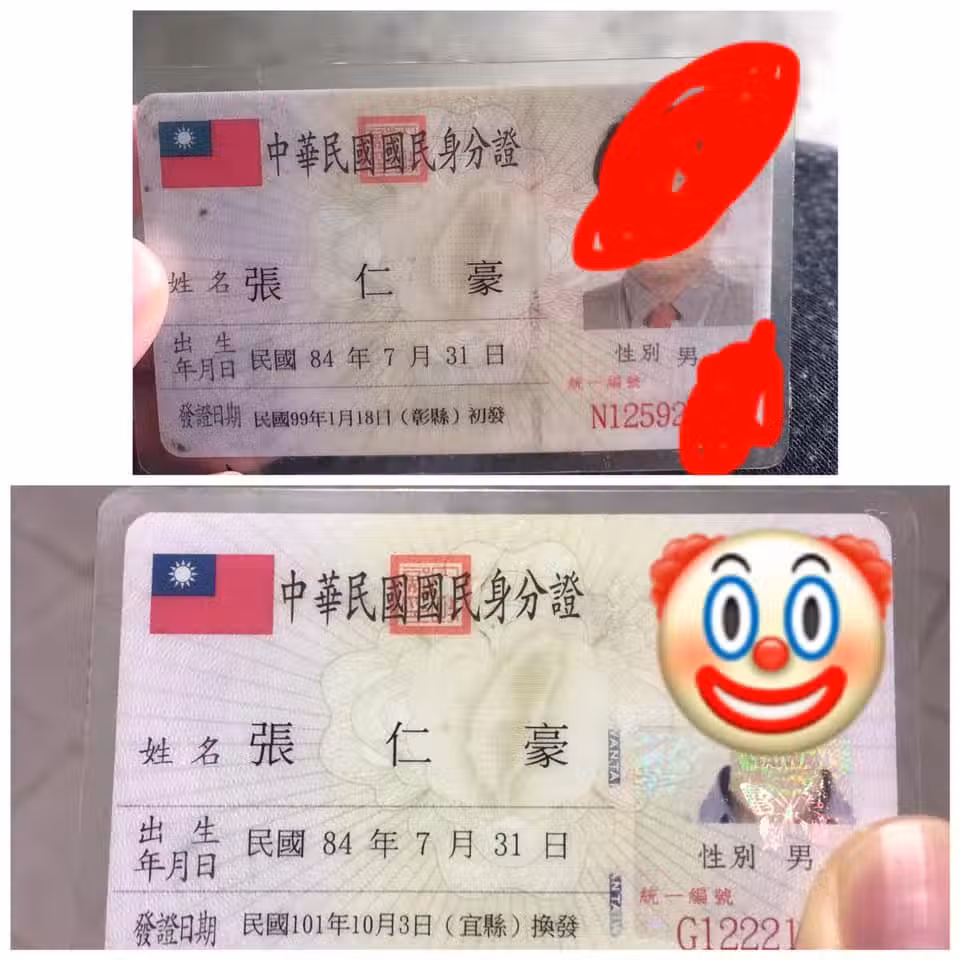 中華民國國民身分證
姓名 張 仁 豪
出生年月日 民國 84 年 7 月 31 日
性別 男
統一編號
發證日期 民國99年1月18日(彰縣)初發
N12592
中華民國國民身分證
姓名 張 仁 豪
出生年月日 民國 84 年 7 月 31 日
性別 男
統一編號
發證日期 民國101年10月3日(宜縣)換發
G12221